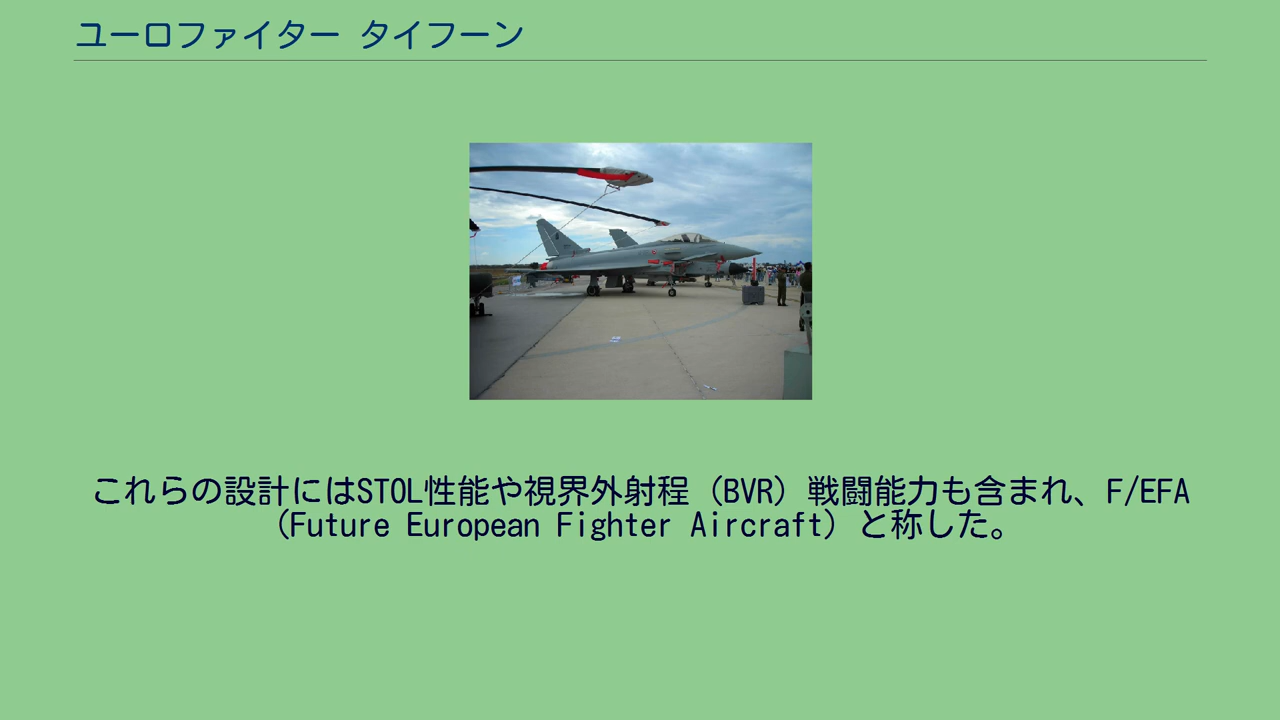 ユーロファイター タイフーン
これらの設計にはSTOL性能や視界外射程（BVR）戦闘能力も含まれ、F/EFA
（Future European Fighter Aircraft）と称した。